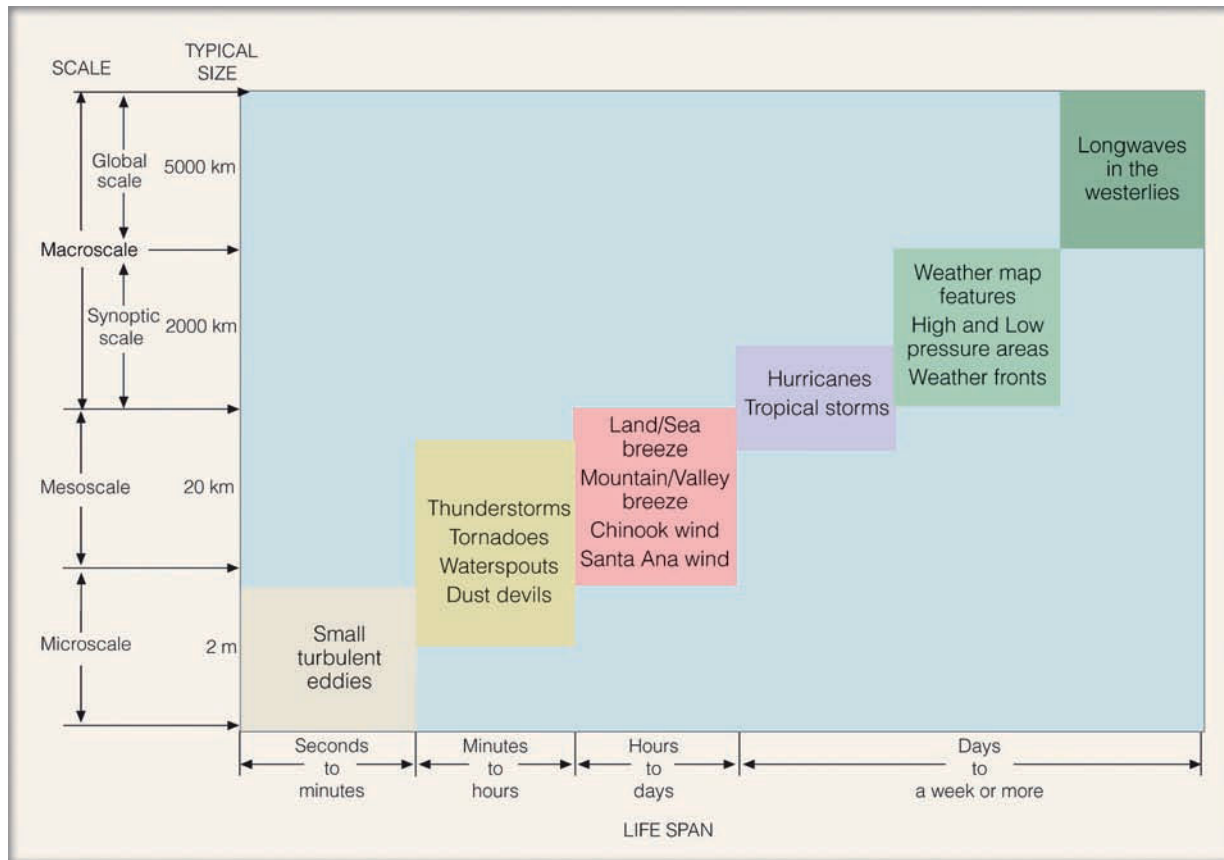 SCALE
TYPICAL
SIZE
Global
scale
5000 km
Macroscale
Synoptic
scale
2000 km
Mesoscale
20 km
Microscale
2 m
Longwaves
in the
westerlies
Weather map
features
High and Low
pressure areas
Weather fronts
Hurricanes
Tropical storms
Land/Sea
breeze
Mountain/Valley
breeze
Chinook wind
Santa Ana wind
Thunderstorms
Tornadoes
Waterspouts
Dust devils
Small
turbulent
eddies
Seconds
to
minutes
Minutes
to
hours
Hours
to
days
Days
to
a week or more
LIFE SPAN